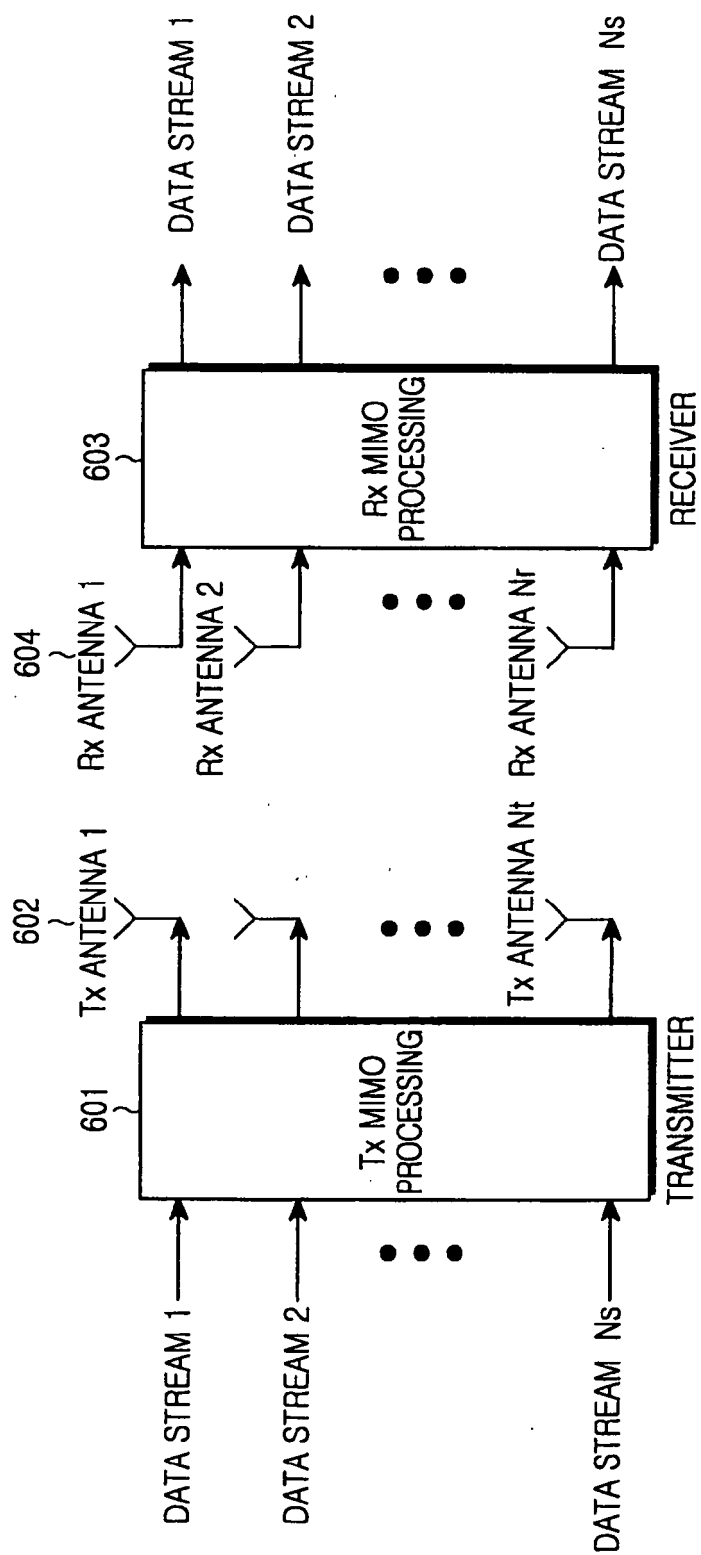 DATA STREAM 1
DATA STREAM 2
DATA STREAM Ns
601
Tx MIMO
PROCESSING
TRANSMITTER
602
Tx ANTENNA 1
Tx ANTENNA Nt
604
Rx ANTENNA 1
Rx ANTENNA 2
Rx ANTENNA Nr
603
Rx MIMO
PROCESSING
RECEIVER
DATA STREAM 1
DATA STREAM 2
DATA STREAM Ns